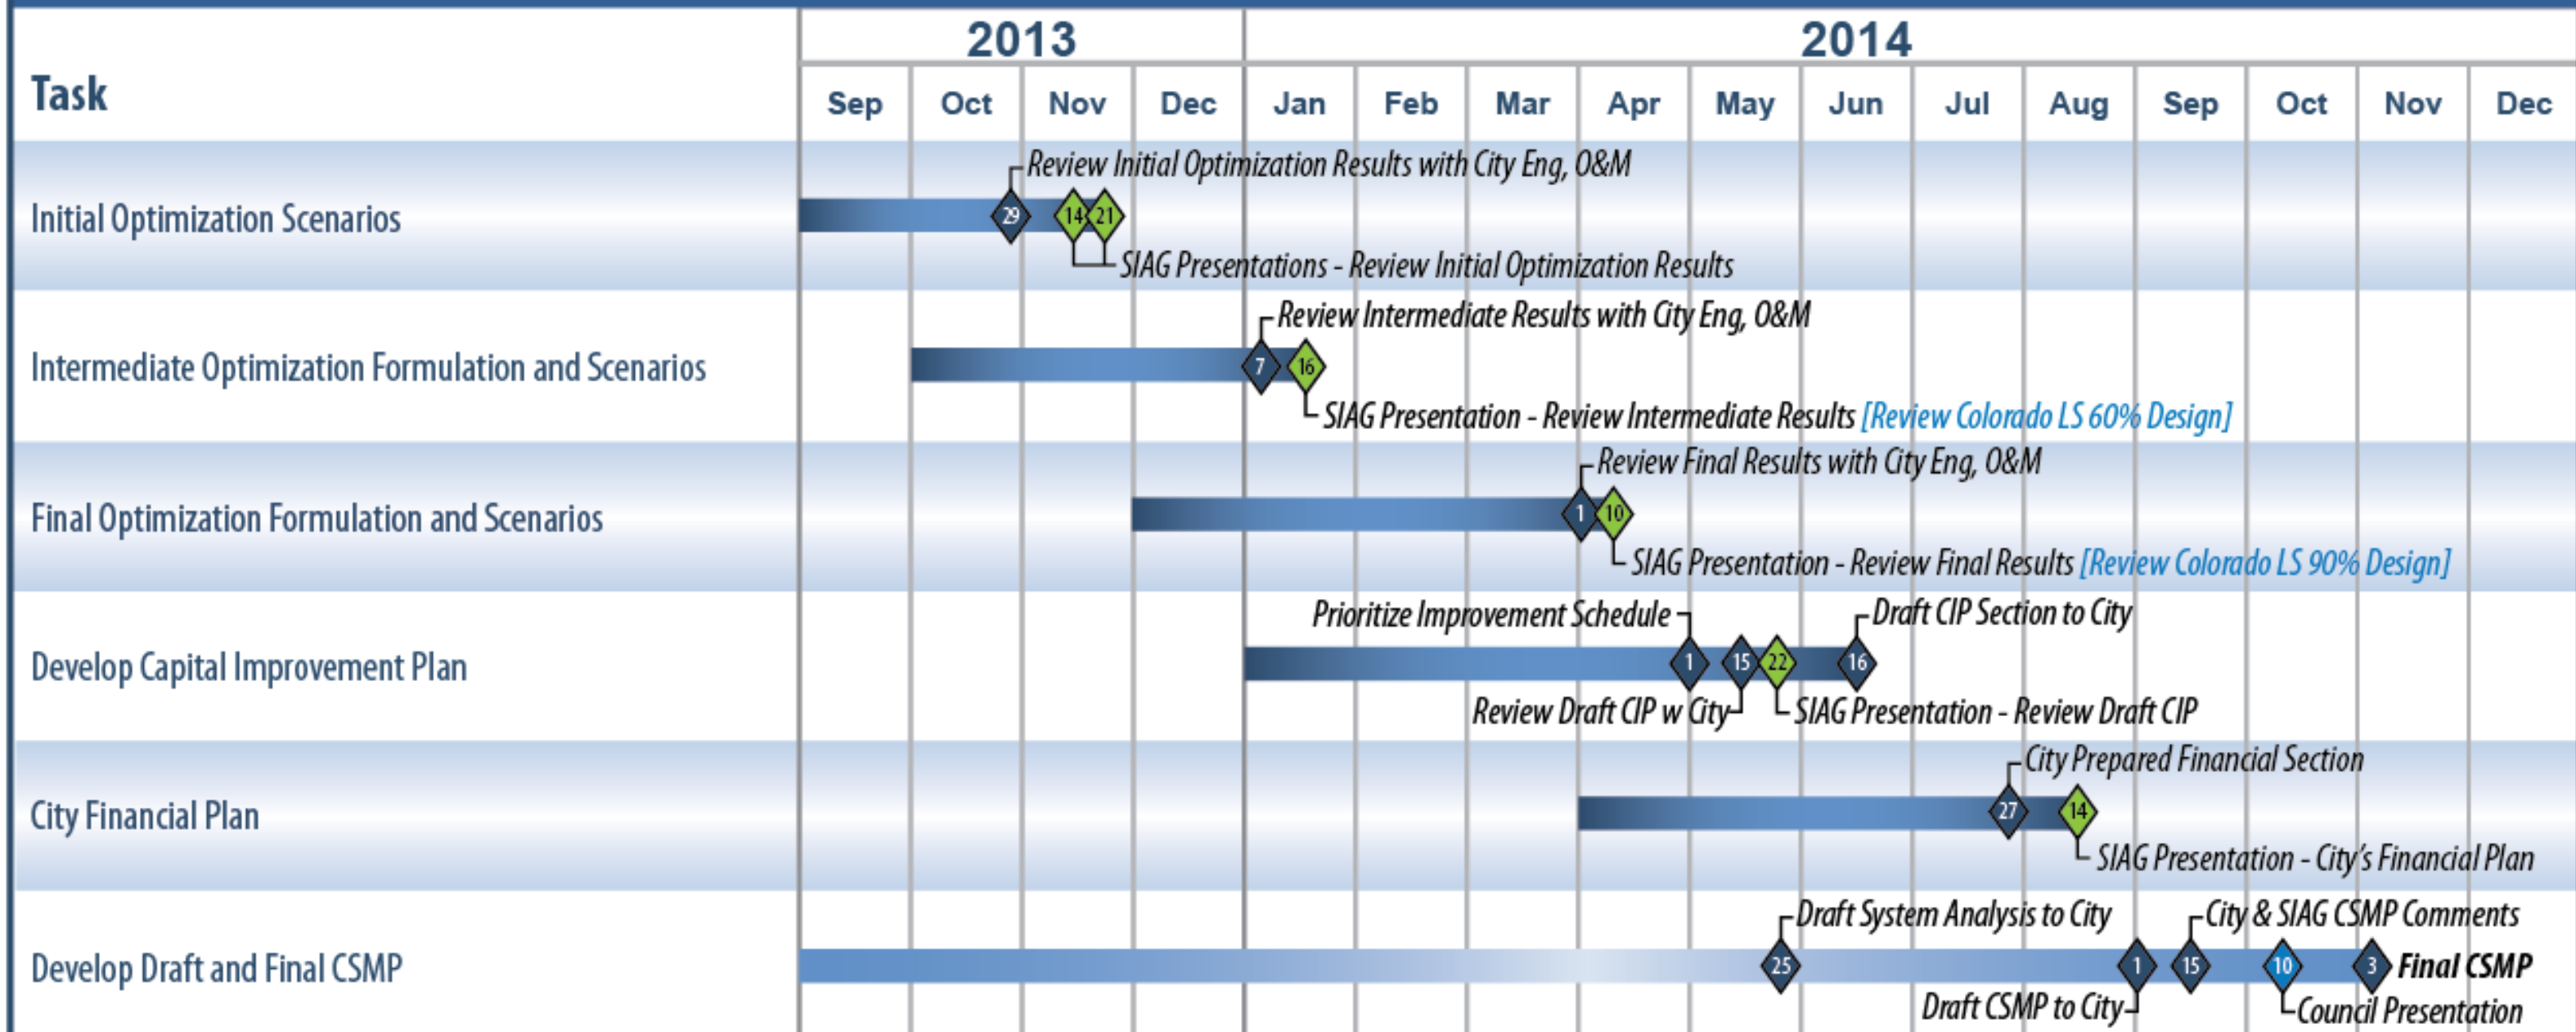 2013 2014
Task Sep Oct Nov Dec Jan Feb Mar Apr May Jun Jul Aug Sep Oct Nov Dec
Review Initial Optimization Results with City Eng, O&M
Initial Optimization Scenarios 29 14 21
SIAG Presentations - Review Initial Optimization Results
Review Intermediate Results with City Eng, O&M
Intermediate Optimization Formulation and Scenarios 7 16
SIAG Presentation - Review Intermediate Results [Review Colorado LS 60% Design]
Review Final Results with City Eng, O&M
Final Optimization Formulation and Scenarios 1 10
SIAG Presentation - Review Final Results [Review Colorado LS 90% Design]
Prioritize Improvement Schedule Draft CIP Section to City
Develop Capital Improvement Plan 1 15 22 16
Review Draft CIP w City SIAG Presentation - Review Draft CIP
City Prepared Financial Section
City Financial Plan 27 14
SIAG Presentation - City's Financial Plan
Draft System Analysis to City City & SIAG CSMP Comments
Develop Draft and Final CSMP 25 1 15 10 3 Final CSMP
Draft CSMP to City Council Presentation